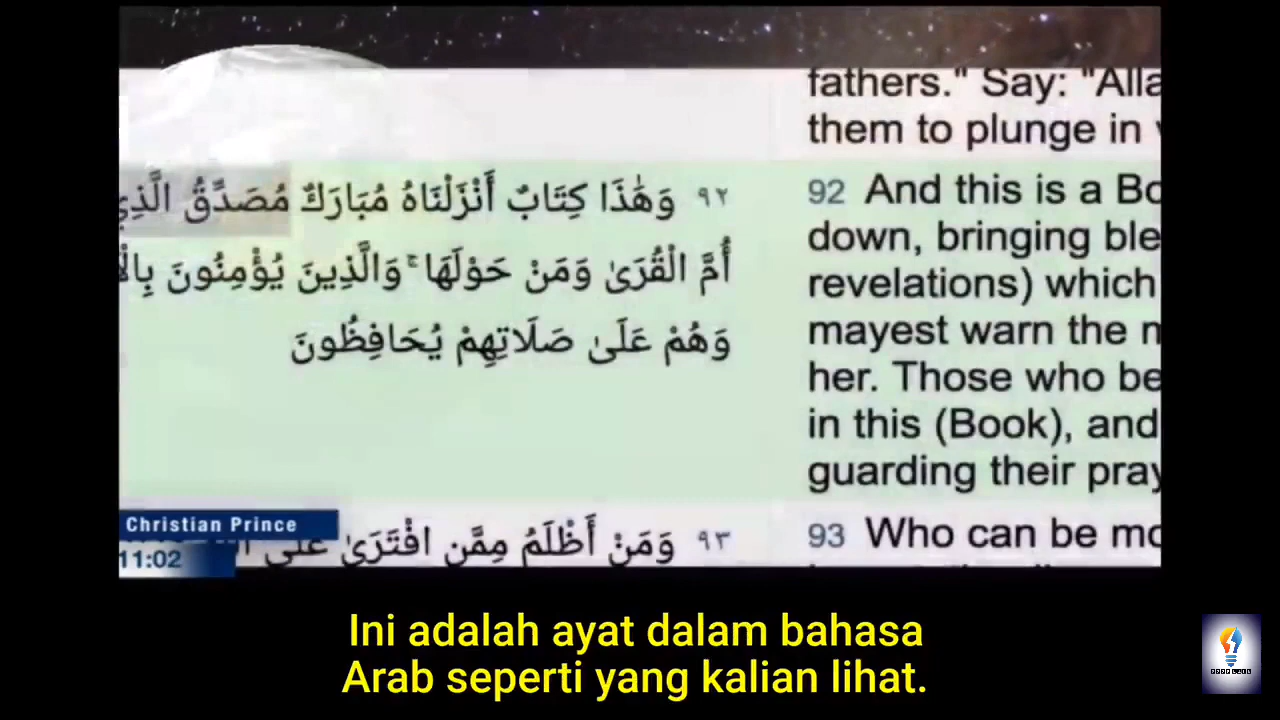 fathers." Say: "Alla
them to plunge in
٩٢ وَهَٰذَا كِتَابٌ أَنْزَلْنَاهُ مُبَارَكٌ مُصَدِّقُ الَّذِي
أُمَّ الْقُرَىٰ وَمَنْ حَوْلَهَا ۚ وَالَّذِينَ يُؤْمِنُونَ
وَهُمْ عَلَىٰ صَلَاتِهِمْ يُحَافِظُونَ
92 And this is a Bo
down, bringing ble
revelations) which
mayest warn the m
her. Those who be
in this (Book), and
guarding their pray
٩٣ وَمَنْ أَظْلَمُ مِمَّنِ افْتَرَىٰ عَلَى
93 Who can be mo
Christian Prince
11:02
Ini adalah ayat dalam bahasa
Arab seperti yang kalian lihat.